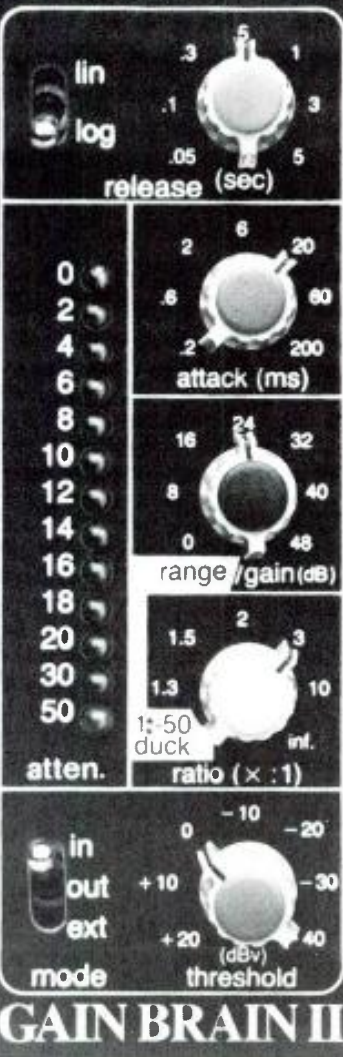 .5
.3 1
lin
.1 3
log
.05 5
release (sec)
6
2 20
.6 60
.2 200
attack (ms)
0
2
4
6
8
10
12
14
16
18
20
30
50
atten.
24
16 32
8 40
0 48
range/gain (dB)
2
1.5 3
1.3 10
1:-50
duck
inf.
ratio (× :1)
in
out
ext
mode
-10
0 -20
+10 -30
+20 40
(dBv)
threshold
GAIN BRAIN II